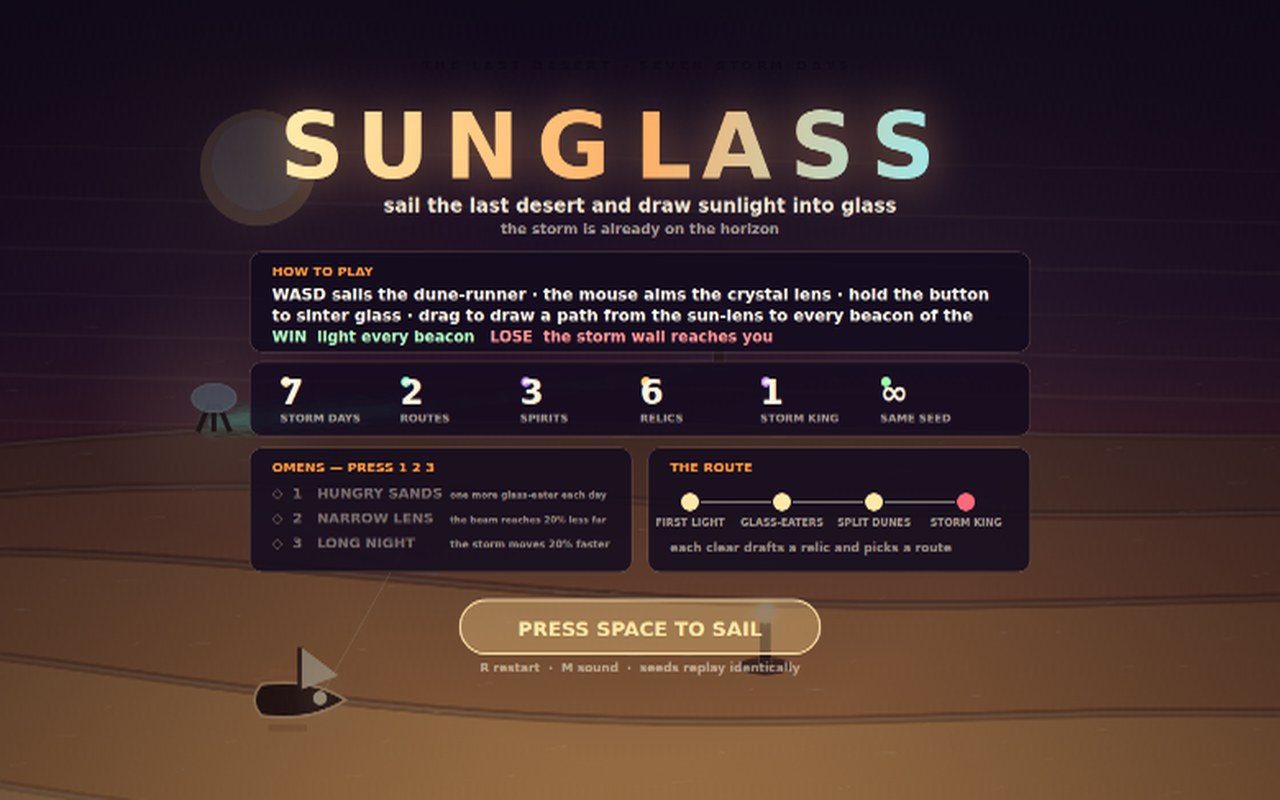 SUNGLASS
sail the last desert and draw sunlight into glass
the storm is already on the horizon
HOW TO PLAY
WASD sails the dune-runner · the mouse aims the crystal lens · hold the button
to sinter glass · drag to draw a path from the sun-lens to every beacon of the
WIN light every beacon LOSE the storm wall reaches you
7 2 3 6 1 ∞
STORM DAYS ROUTES SPIRITS RELICS STORM KING SAME SEED
OMENS — PRESS 1 2 3
◇ 1 HUNGRY SANDS one more glass-eater each day
◇ 2 NARROW LENS the beam reaches 20% less far
◇ 3 LONG NIGHT the storm moves 20% faster
THE ROUTE
FIRST LIGHT GLASS-EATERS SPLIT DUNES STORM KING
each clear drafts a relic and picks a route
PRESS SPACE TO SAIL
R restart · M sound · seeds replay identically